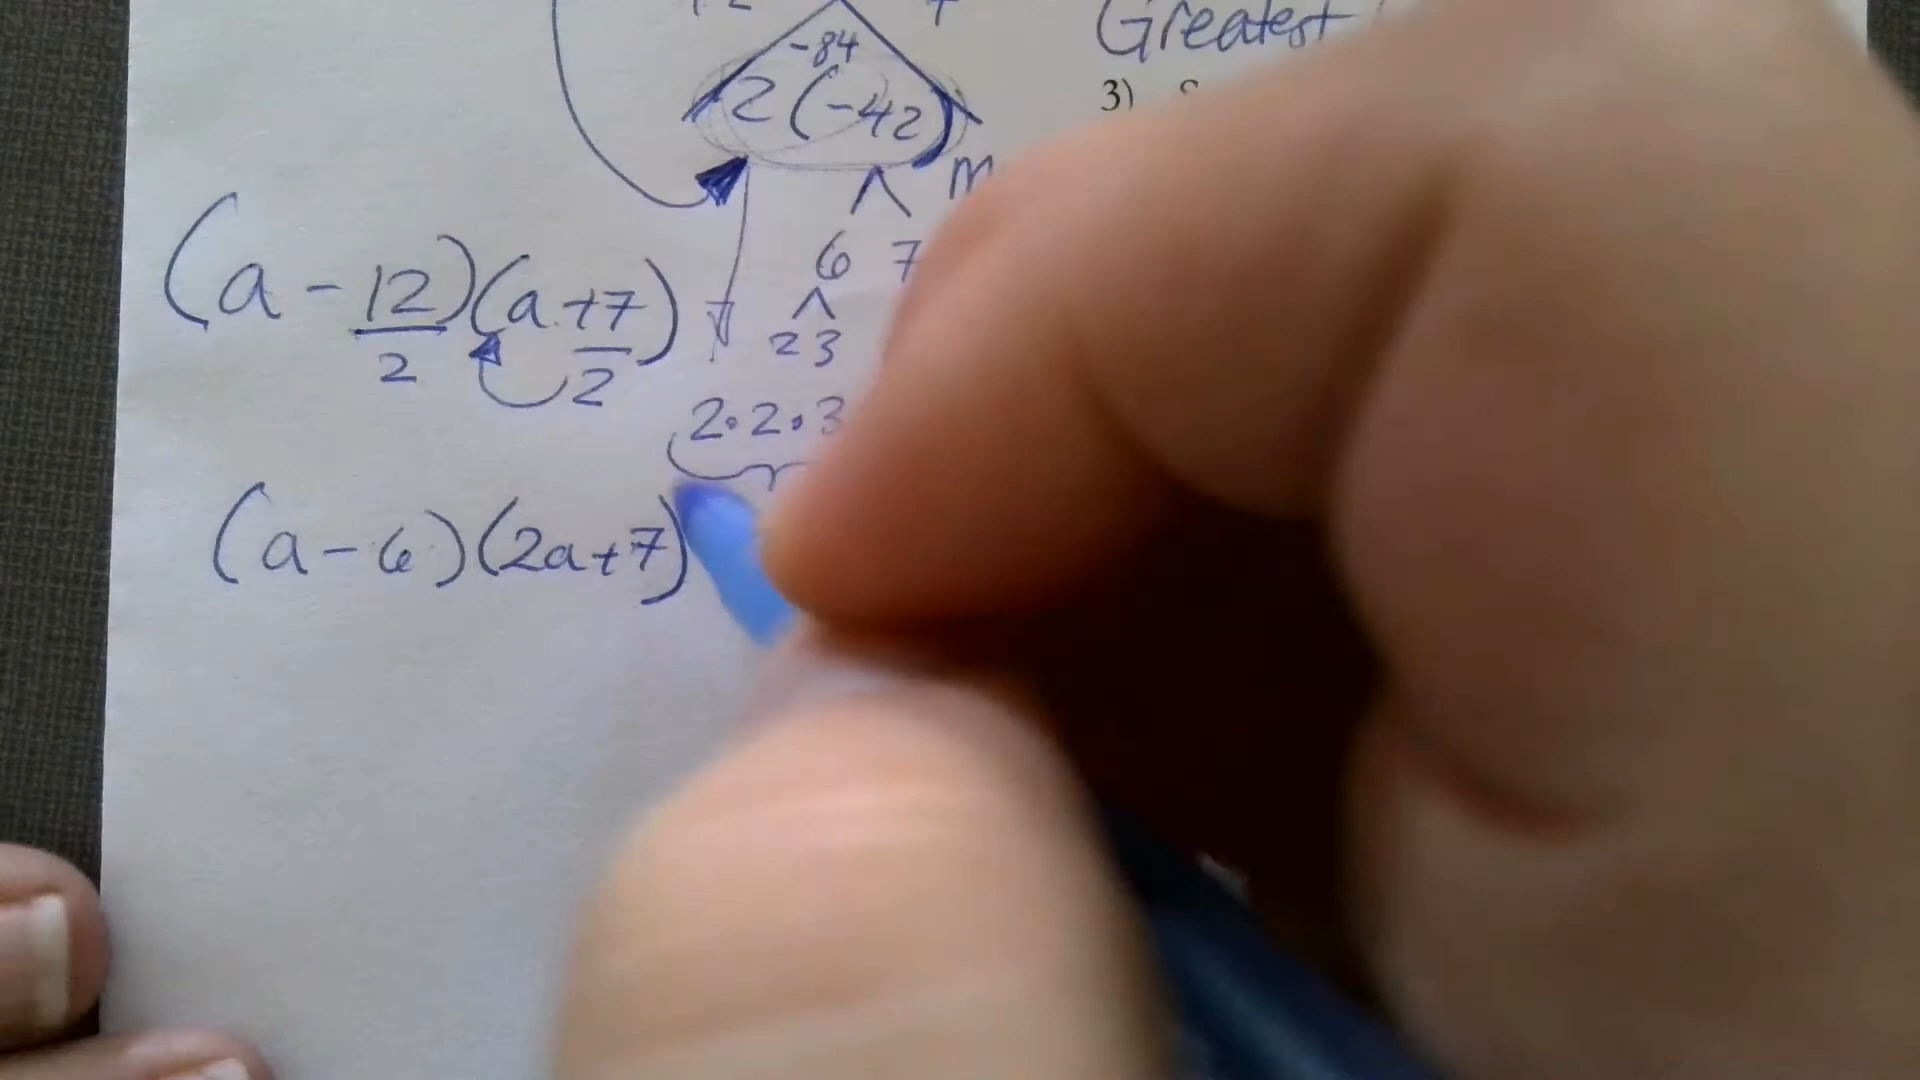 Greatest
-84
3)
2(-42)
m
6 7
(a - 12)(a + 7)
2 2
2 3
2 • 2 • 3
(a - 6)(2a + 7)